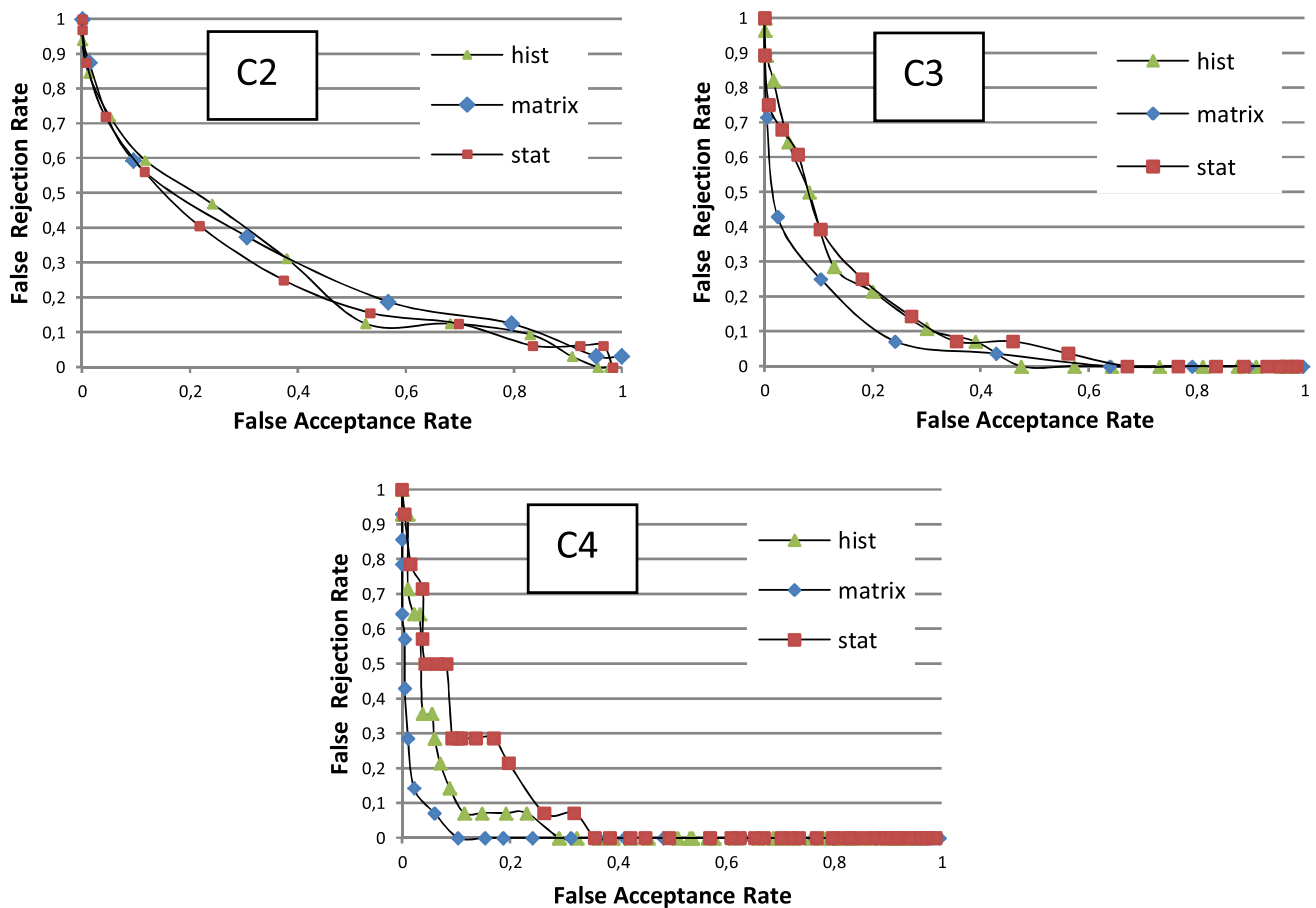 C2
hist
matrix
stat
False Rejection Rate
1
0,9
0,8
0,7
0,6
0,5
0,4
0,3
0,2
0,1
0
0 0,2 0,4 0,6 0,8 1
False Acceptance Rate
C3
hist
matrix
stat
False Rejection Rate
1
0,9
0,8
0,7
0,6
0,5
0,4
0,3
0,2
0,1
0
0 0,2 0,4 0,6 0,8 1
False Acceptance Rate
C4
hist
matrix
stat
False Rejection Rate
1
0,9
0,8
0,7
0,6
0,5
0,4
0,3
0,2
0,1
0
0 0,2 0,4 0,6 0,8 1
False Acceptance Rate